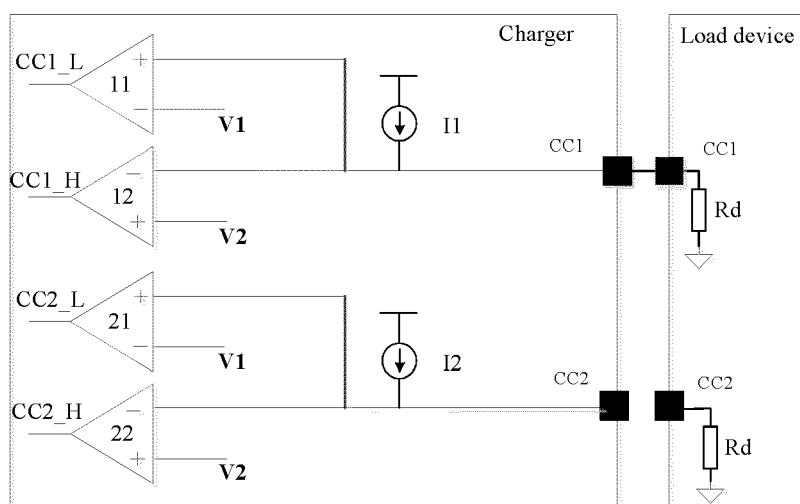 Charger
Load device
CC1_L
11
V1
I1
CC1
CC1
CC1_H
12
V2
Rd
CC2_L
21
V1
I2
CC2
CC2
CC2_H
22
V2
Rd